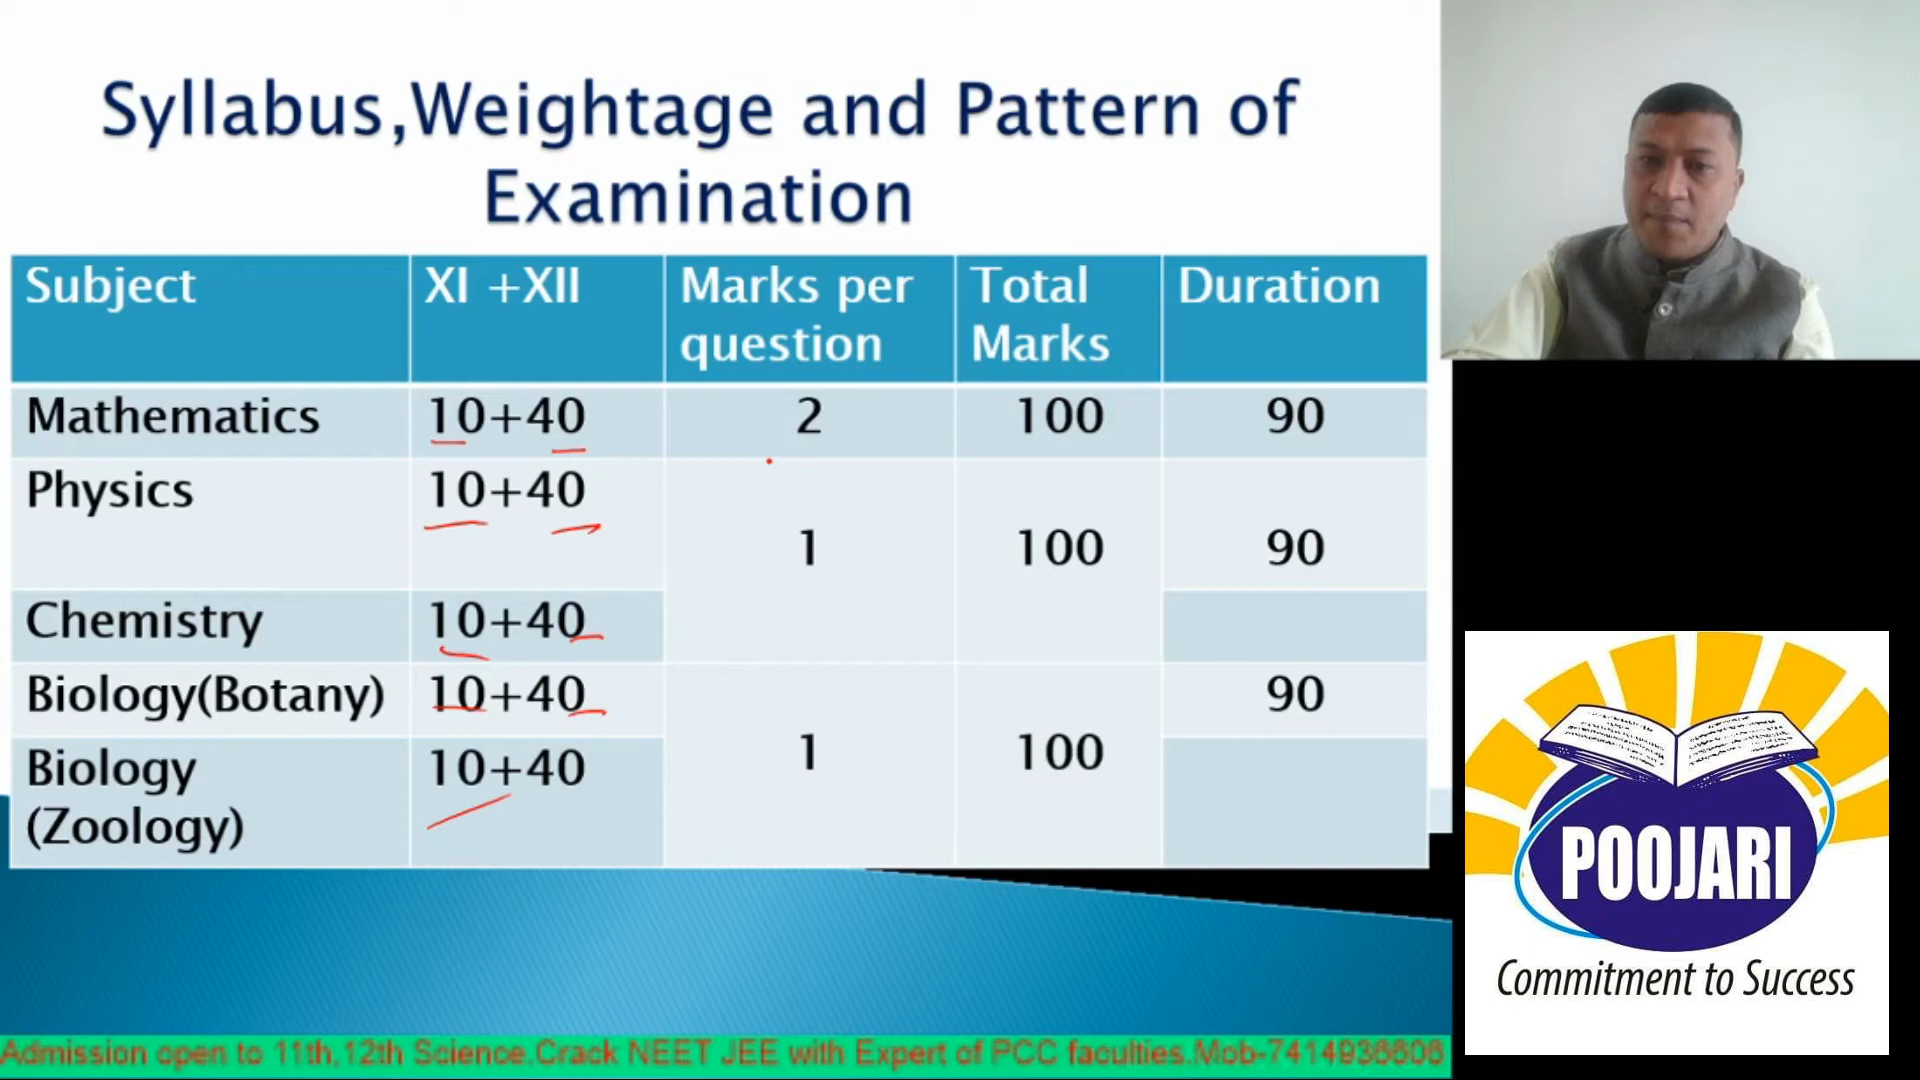 Syllabus,Weightage and Pattern of
Examination
Subject XI +XII Marks per question Total Marks Duration
Mathematics 10+40 2 100 90
Physics 10+40 1 100 90
Chemistry 10+40
Biology(Botany) 10+40 1 100 90
Biology (Zoology) 10+40
POOJARI
Commitment to Success
Admission open to 11th,12th Science.Crack NEET JEE with Expert of PCC faculties.Mob-